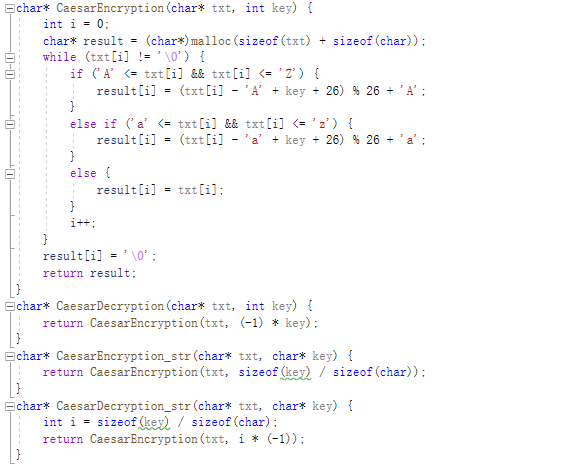 char* CaesarEncryption(char* txt, int key) {
    int i = 0;
    char* result = (char*)malloc(sizeof(txt) + sizeof(char));
    while (txt[i] != '\0') {
        if ('A' <= txt[i] && txt[i] <= 'Z') {
            result[i] = (txt[i] - 'A' + key + 26) % 26 + 'A';
        }
        else if ('a' <= txt[i] && txt[i] <= 'z') {
            result[i] = (txt[i] - 'a' + key + 26) % 26 + 'a';
        }
        else {
            result[i] = txt[i];
        }
        i++;
    }
    result[i] = '\0';
    return result;
}
char* CaesarDecryption(char* txt, int key) {
    return CaesarEncryption(txt, (-1) * key);
}
char* CaesarEncryption_str(char* txt, char* key) {
    return CaesarEncryption(txt, sizeof(key) / sizeof(char));
}
char* CaesarDecryption_str(char* txt, char* key) {
    int i = sizeof(key) / sizeof(char);
    return CaesarEncryption(txt, i * (-1));
}